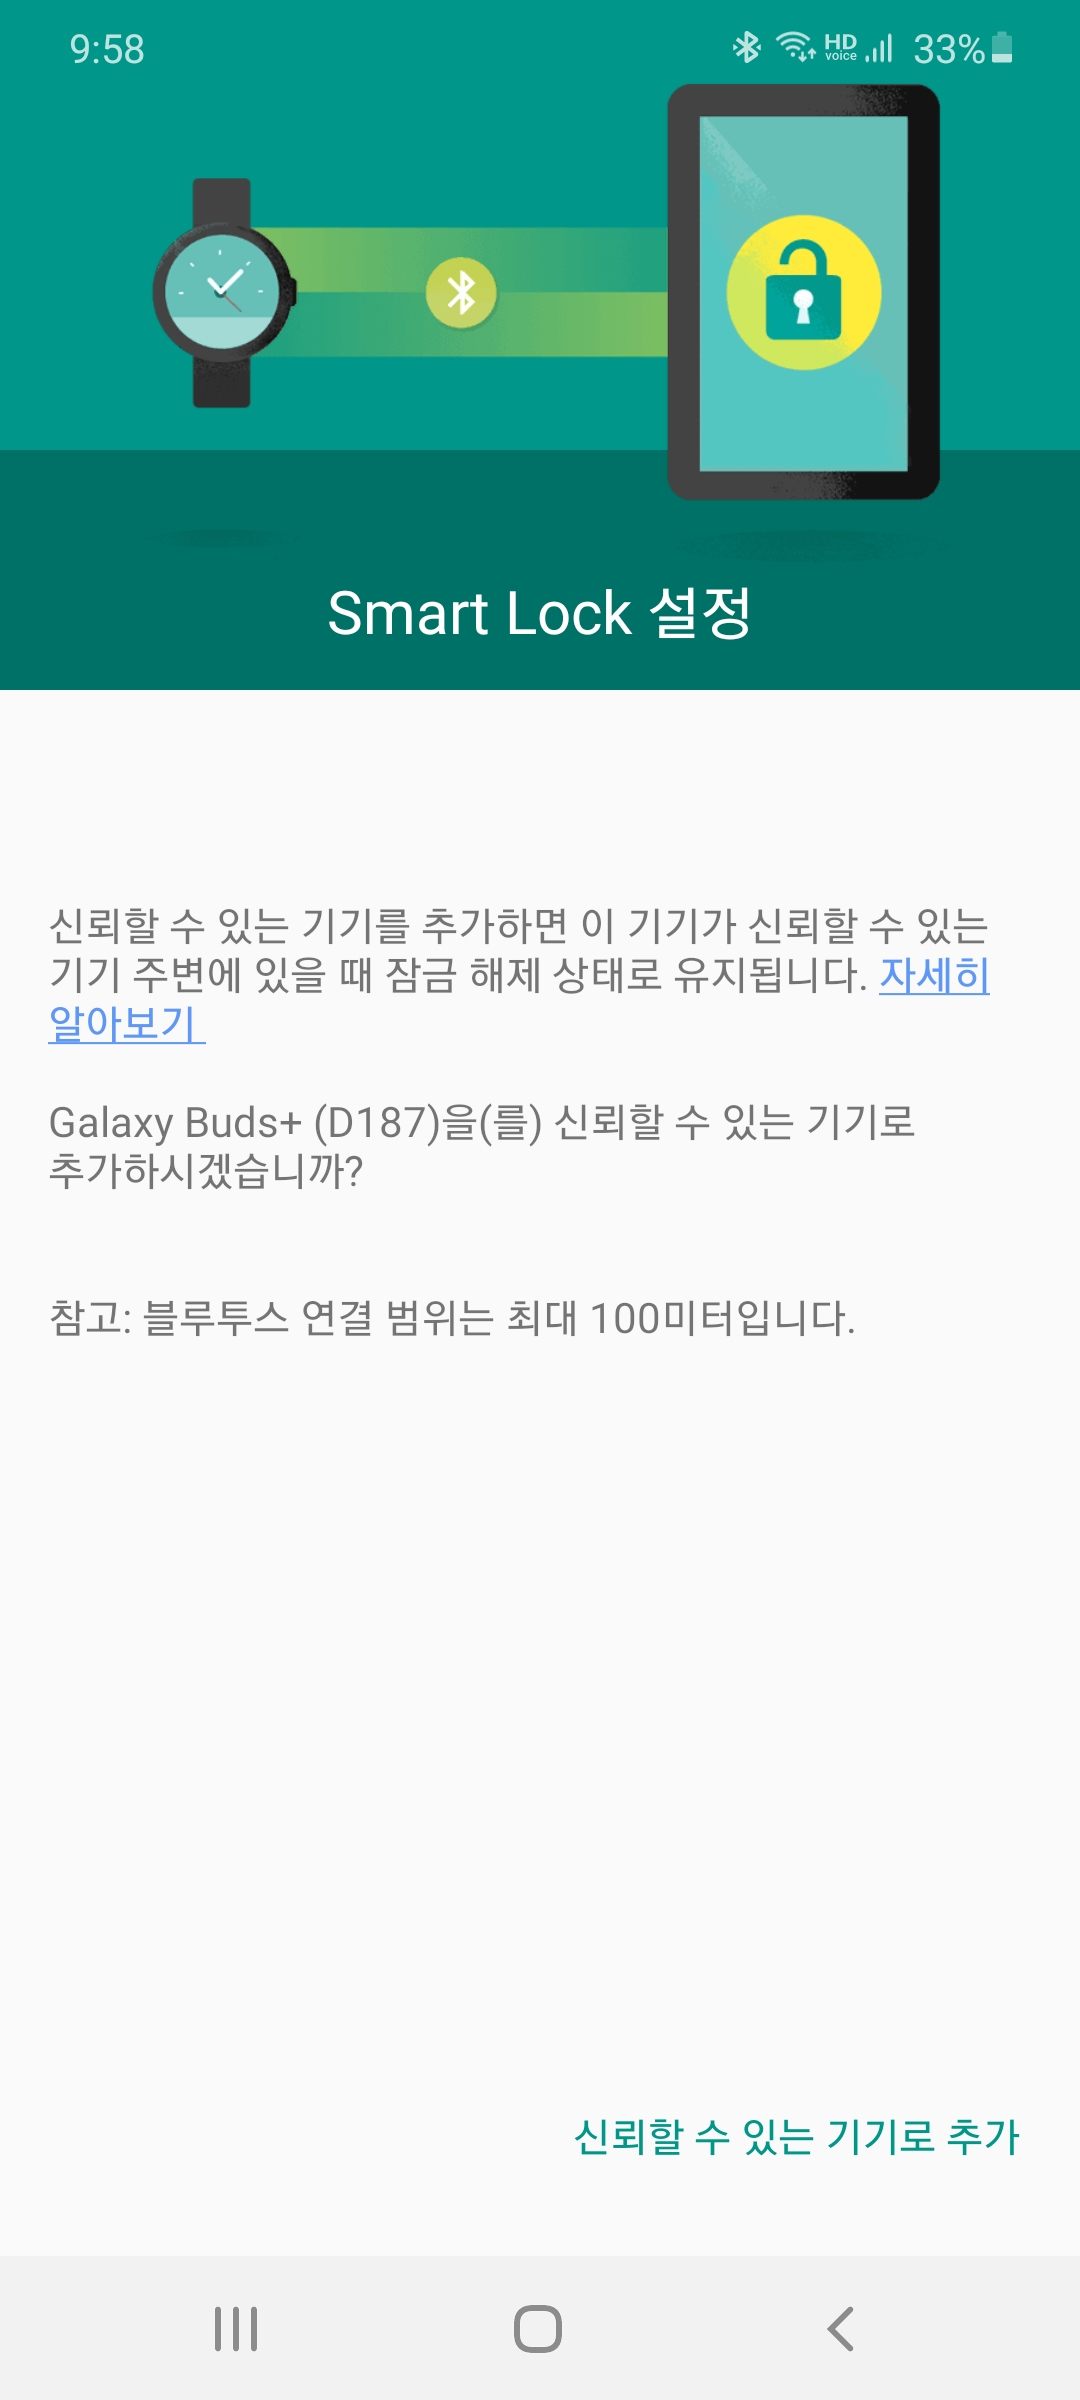 9:58
HD voice 33%
Smart Lock 설정
신뢰할 수 있는 기기를 추가하면 이 기기가 신뢰할 수 있는
기기 주변에 있을 때 잠금 해제 상태로 유지됩니다. 자세히
알아보기
Galaxy Buds+ (D187)을(를) 신뢰할 수 있는 기기로
추가하시겠습니까?
참고: 블루투스 연결 범위는 최대 100미터입니다.
신뢰할 수 있는 기기로 추가